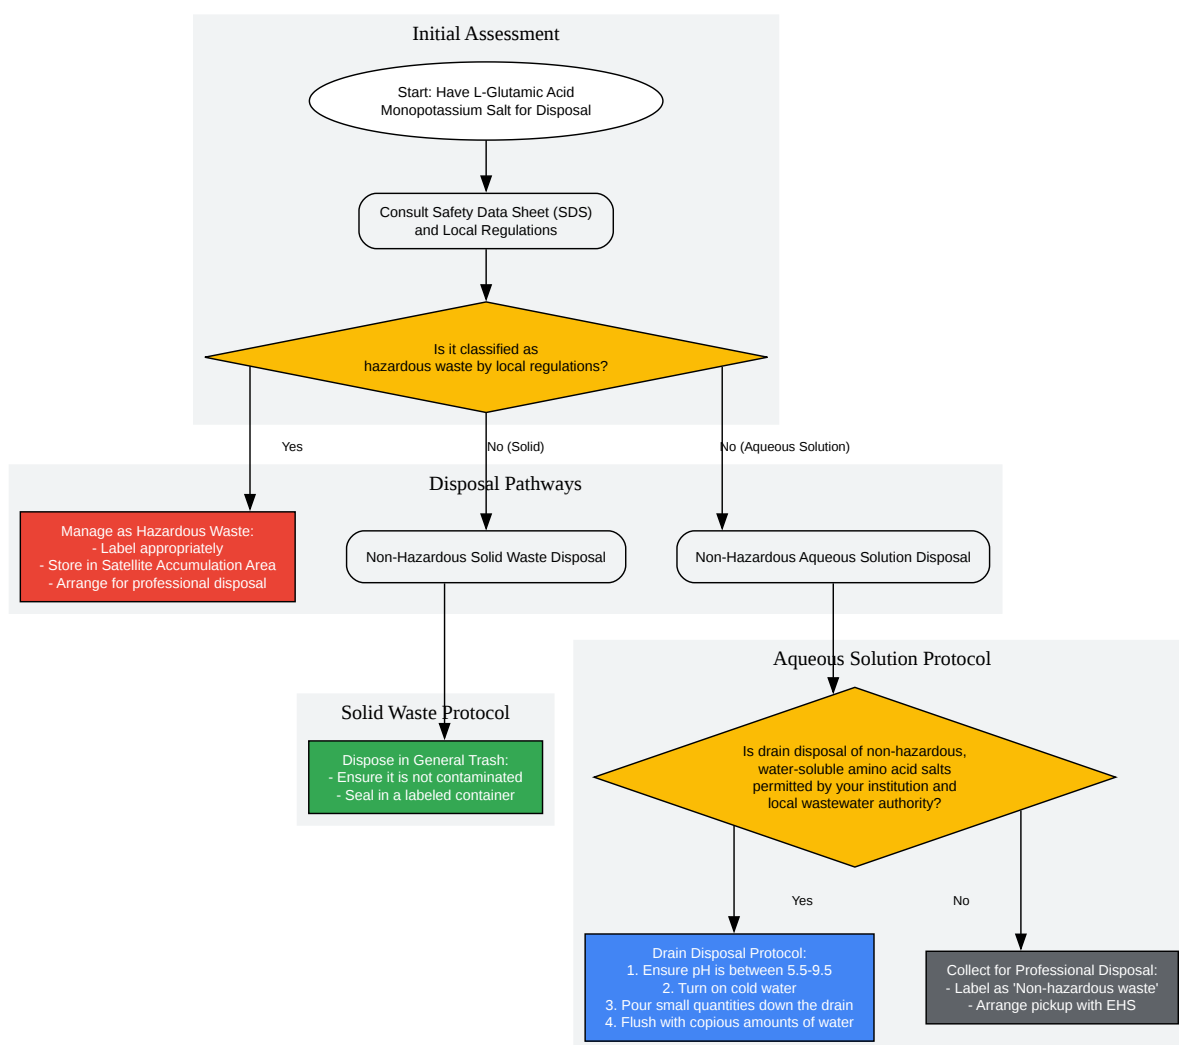 Initial Assessment
Start: Have L-Glutamic Acid
Monopotassium Salt for Disposal
Consult Safety Data Sheet (SDS)
and Local Regulations
Is it classified as
hazardous waste by local regulations?
Yes
No (Solid)
No (Aqueous Solution)
Disposal Pathways
Manage as Hazardous Waste:
- Label appropriately
- Store in Satellite Accumulation Area
- Arrange for professional disposal
Non-Hazardous Solid Waste Disposal
Non-Hazardous Aqueous Solution Disposal
Solid Waste Protocol
Dispose in General Trash:
- Ensure it is not contaminated
- Seal in a labeled container
Aqueous Solution Protocol
Is drain disposal of non-hazardous,
water-soluble amino acid salts
permitted by your institution and
local wastewater authority?
Yes
No
Drain Disposal Protocol:
1. Ensure pH is between 5.5-9.5
2. Turn on cold water
3. Pour small quantities down the drain
4. Flush with copious amounts of water
Collect for Professional Disposal:
- Label as 'Non-hazardous waste'
- Arrange pickup with EHS